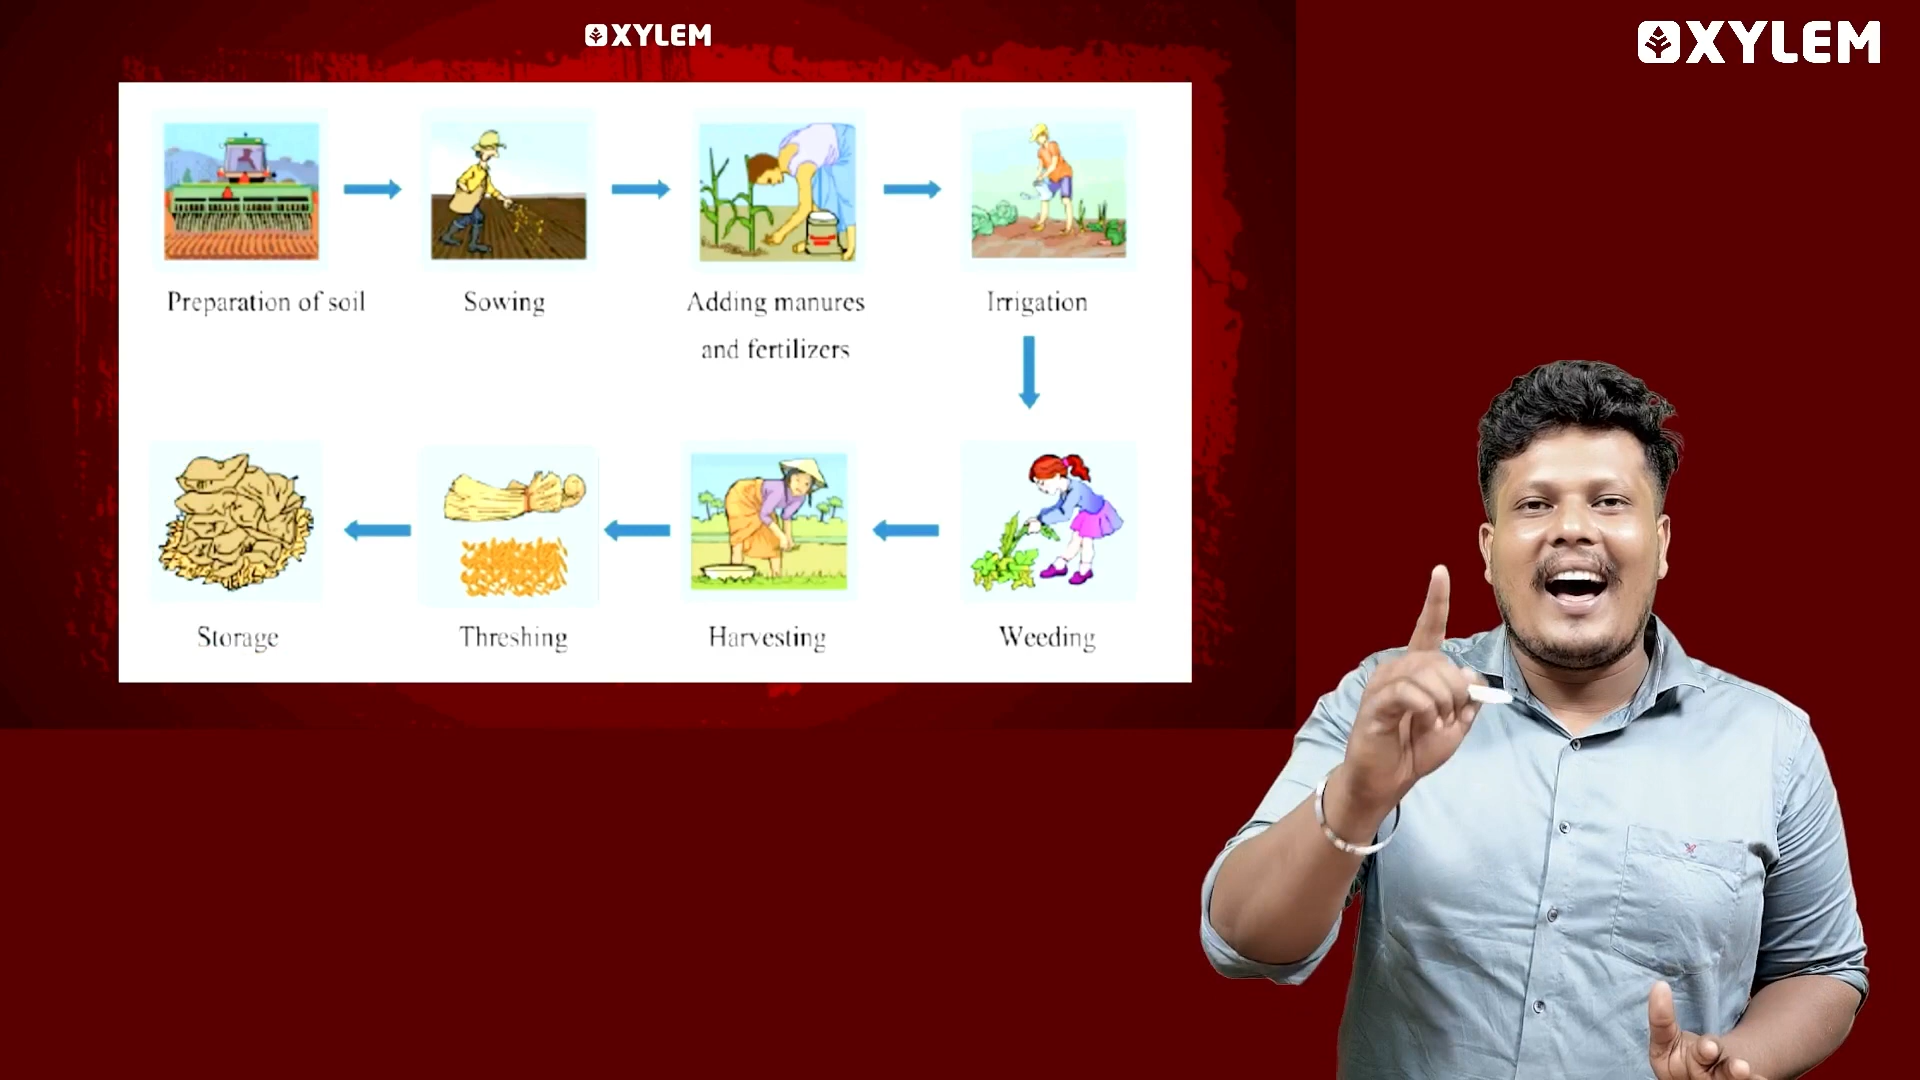 XYLEM
XYLEM
Preparation of soil
Sowing
Adding manures
and fertilizers
Irrigation
Storage
Threshing
Harvesting
Weeding